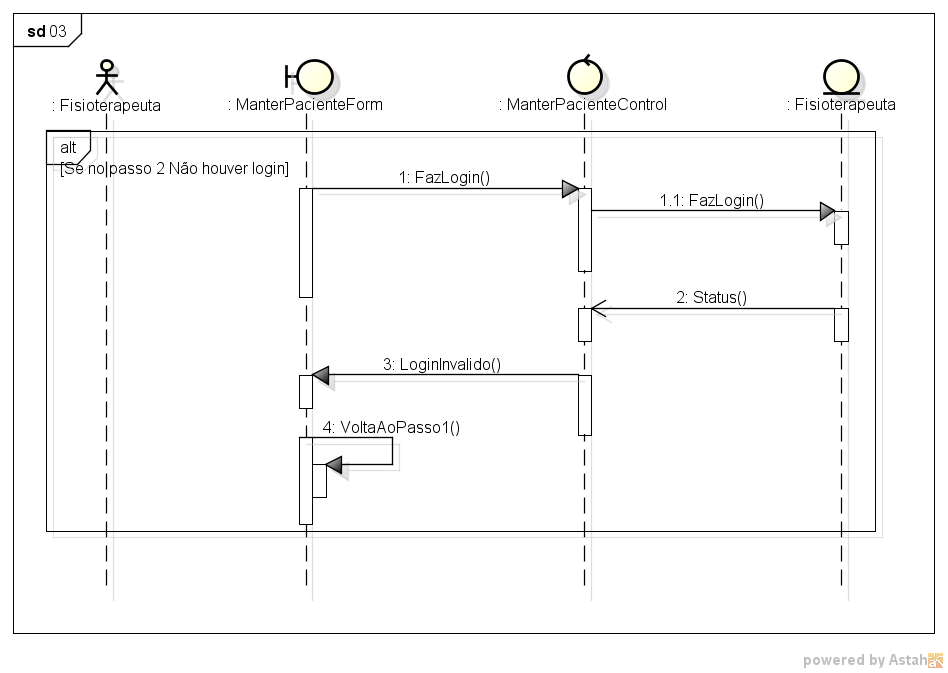 sd 03
: Fisioterapeuta
: ManterPacienteForm
: ManterPacienteControl
: Fisioterapeuta
alt
[Se no passo 2 Não houver login]
1: FazLogin()
1.1: FazLogin()
2: Status()
3: LoginInvalido()
4: VoltaAoPasso1()
powered by Astah